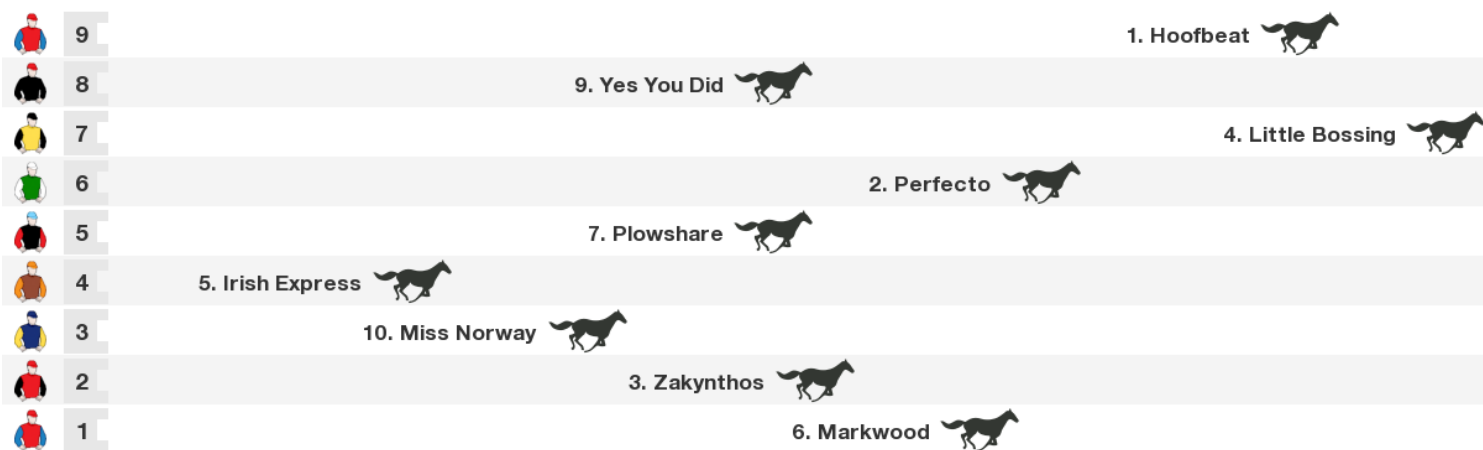 9 1. Hoofbeat
8 9. Yes You Did
7 4. Little Bossing
6 2. Perfecto
5 7. Plowshare
4 5. Irish Express
3 10. Miss Norway
2 3. Zakynthos
1 6. Markwood